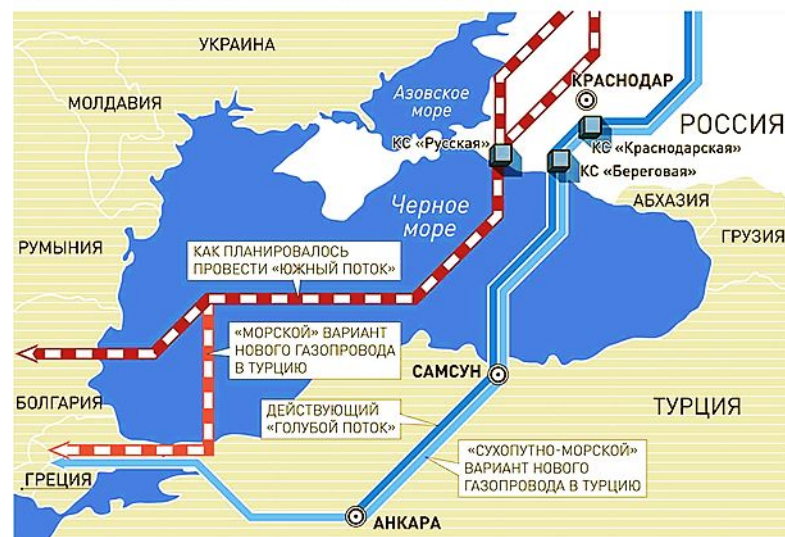 УКРАИНА
МОЛДАВИЯ
Азовское
море
КРАСНОДАР
КС «Русская»
РОССИЯ
КС «Краснодарская»
КС «Береговая»
АБХАЗИЯ
ГРУЗИЯ
Черное
море
РУМЫНИЯ
КАК ПЛАНИРОВАЛОСЬ
ПРОВЕСТИ «ЮЖНЫЙ ПОТОК»
«МОРСКОЙ» ВАРИАНТ
НОВОГО ГАЗОПРОВОДА
В ТУРЦИЮ
САМСУН
БОЛГАРИЯ
ДЕЙСТВУЮЩИЙ
«ГОЛУБОЙ ПОТОК»
ТУРЦИЯ
«СУХОПУТНО-МОРСКОЙ»
ВАРИАНТ НОВОГО
ГАЗОПРОВОДА В ТУРЦИЮ
ГРЕЦИЯ
АНКАРА